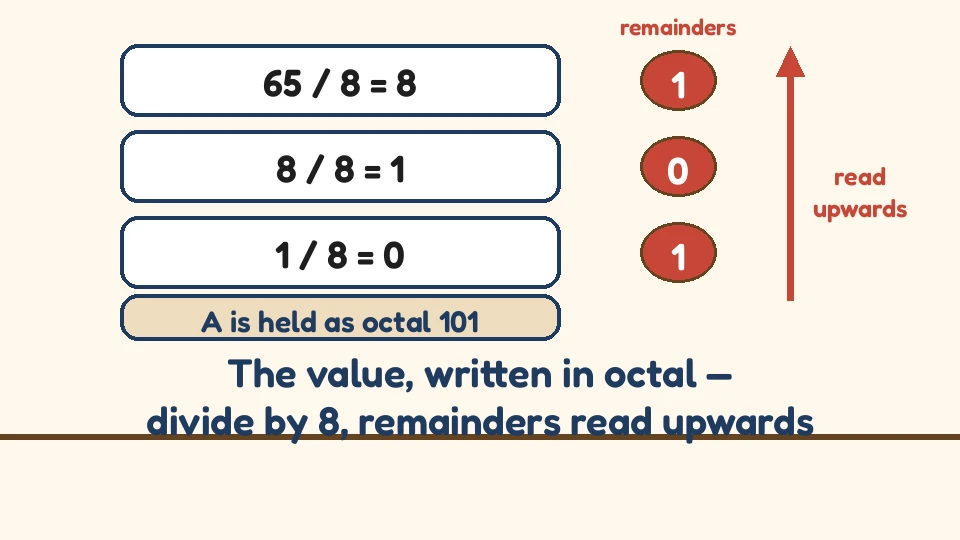 remainders
65 / 8 = 8
1
8 / 8 = 1
0
read
upwards
1 / 8 = 0
1
A is held as octal 101
The value, written in octal —
divide by 8, remainders read upwards